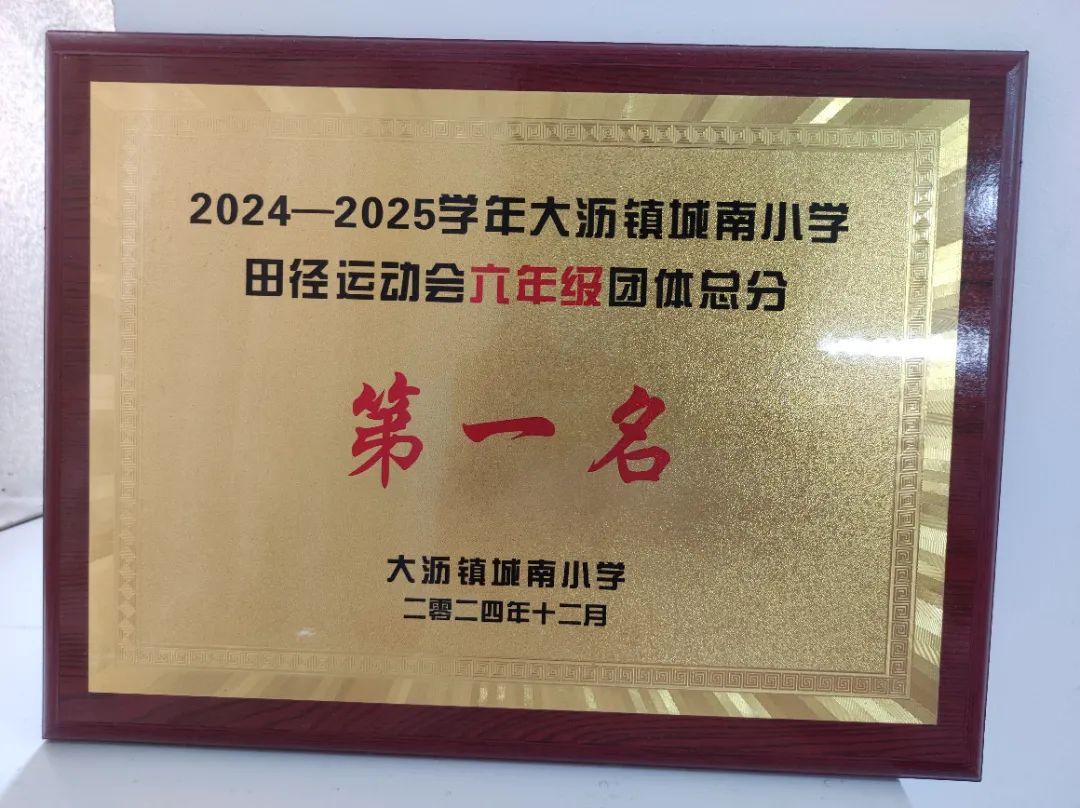 2024—2025学年大沥镇城南小学
田径运动会六年级团体总分
第一名
大沥镇城南小学
二零二四年十二月